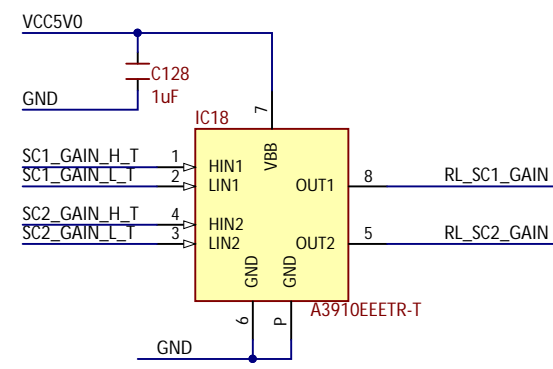 VCC5V0
C128
1uF
GND
IC18
7
VBB
SC1_GAIN_H_T 1 HIN1
SC1_GAIN_L_T 2 LIN1
OUT1 8 RL_SC1_GAIN
SC2_GAIN_H_T 4 HIN2
SC2_GAIN_L_T 3 LIN2
OUT2 5 RL_SC2_GAIN
GND GND
6 P
A3910EEETR-T
GND